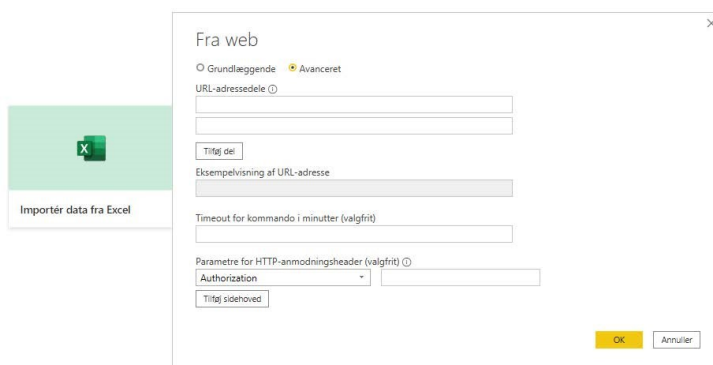 Fra web
Grundlæggende Avanceret
URL-adressedele
Tilføj del
Eksempelvisning af URL-adresse
Importér data fra Excel
Timeout for kommando i minutter (valgfrit)
Parametre for HTTP-anmodningsheader (valgfrit)
Authorization
Tilføj sidehoved
OK Annuller